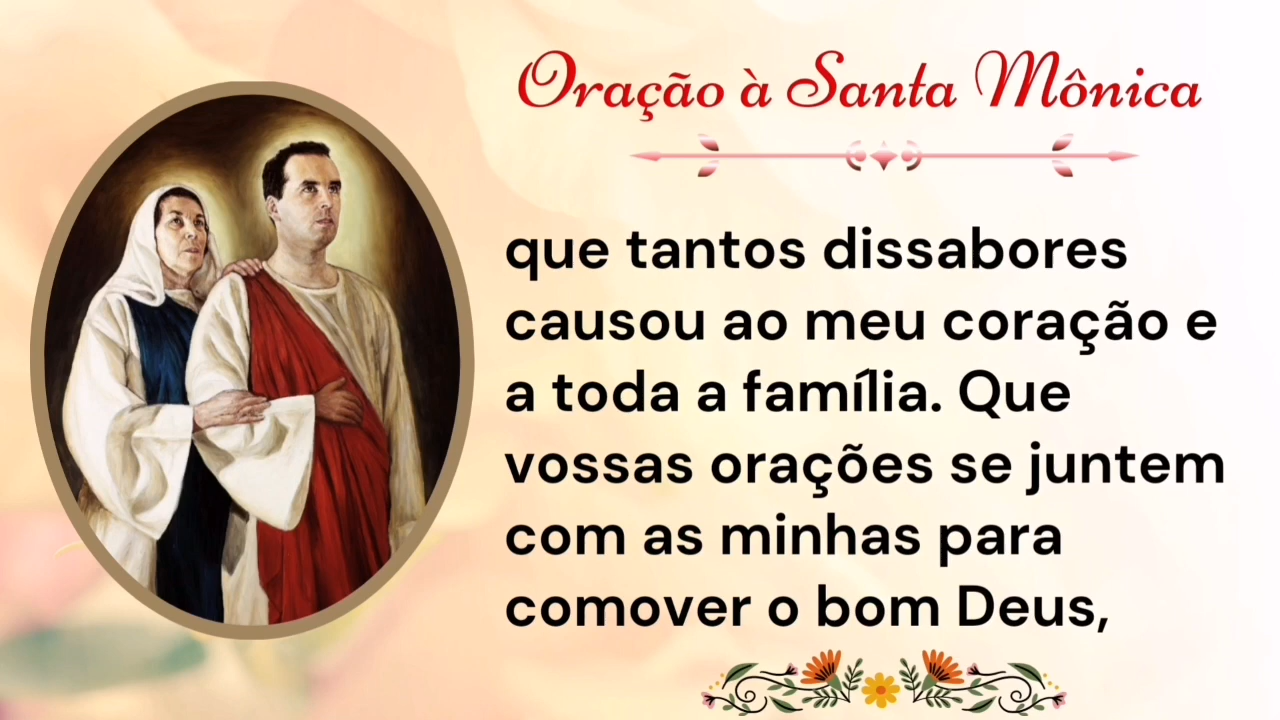 Oração à Santa Mônica
que tantos dissabores
causou ao meu coração e
a toda a família. Que
vossas orações se juntem
com as minhas para
comover o bom Deus,